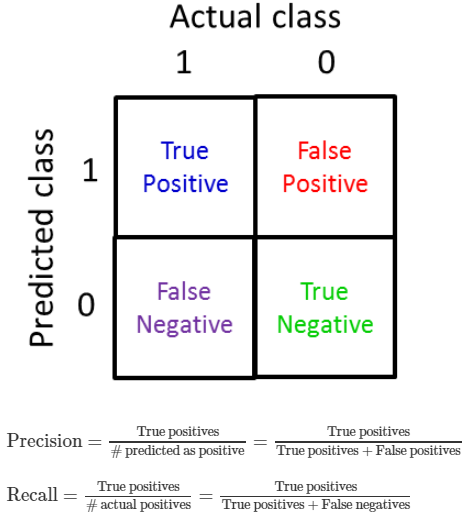 Actual class
1 0
Predicted class
1
True Positive
False Positive
0
False Negative
True Negative
Precision = True positives / # predicted as positive = True positives / True positives + False positives
Recall = True positives / # actual positives = True positives / True positives + False negatives